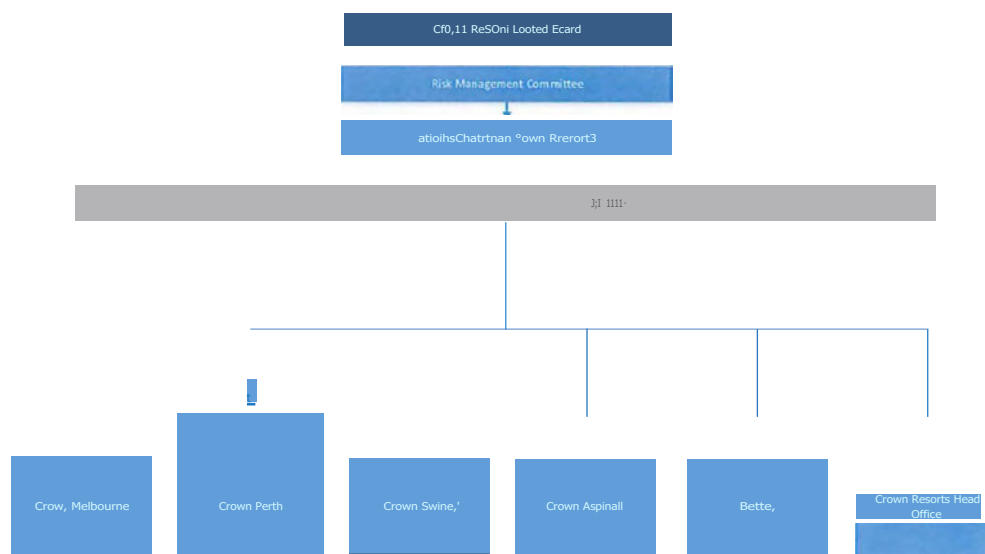 Cf0,11 ReSOni Looted Ecard
Risk Management Committee
atioihsChatrtnan °own Rrerort3
J;I 1111·
Crow, Melbourne
Crown Perth
Crown Swine,'
Crown Aspinall
Bette,
Crown Resorts Head
Office